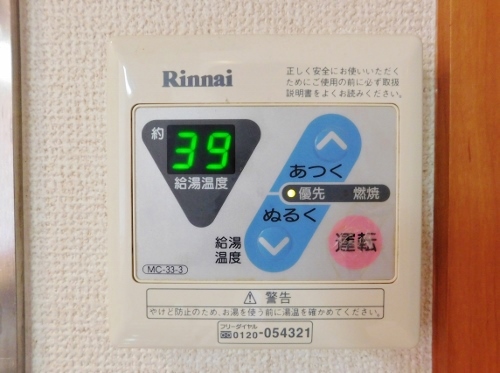 Rinnai
正しく安全にお使いいただく
ためにご使用の前に必ず取扱
説明書をよくお読みください。
約
39
給湯温度
あつく
優先 燃焼
ぬるく
給湯
温度
運転
MC-33-3
⚠ 警告
やけど防止のため、お湯を使う前に湯温を確かめてください。
フリーダイヤル
0120-054321